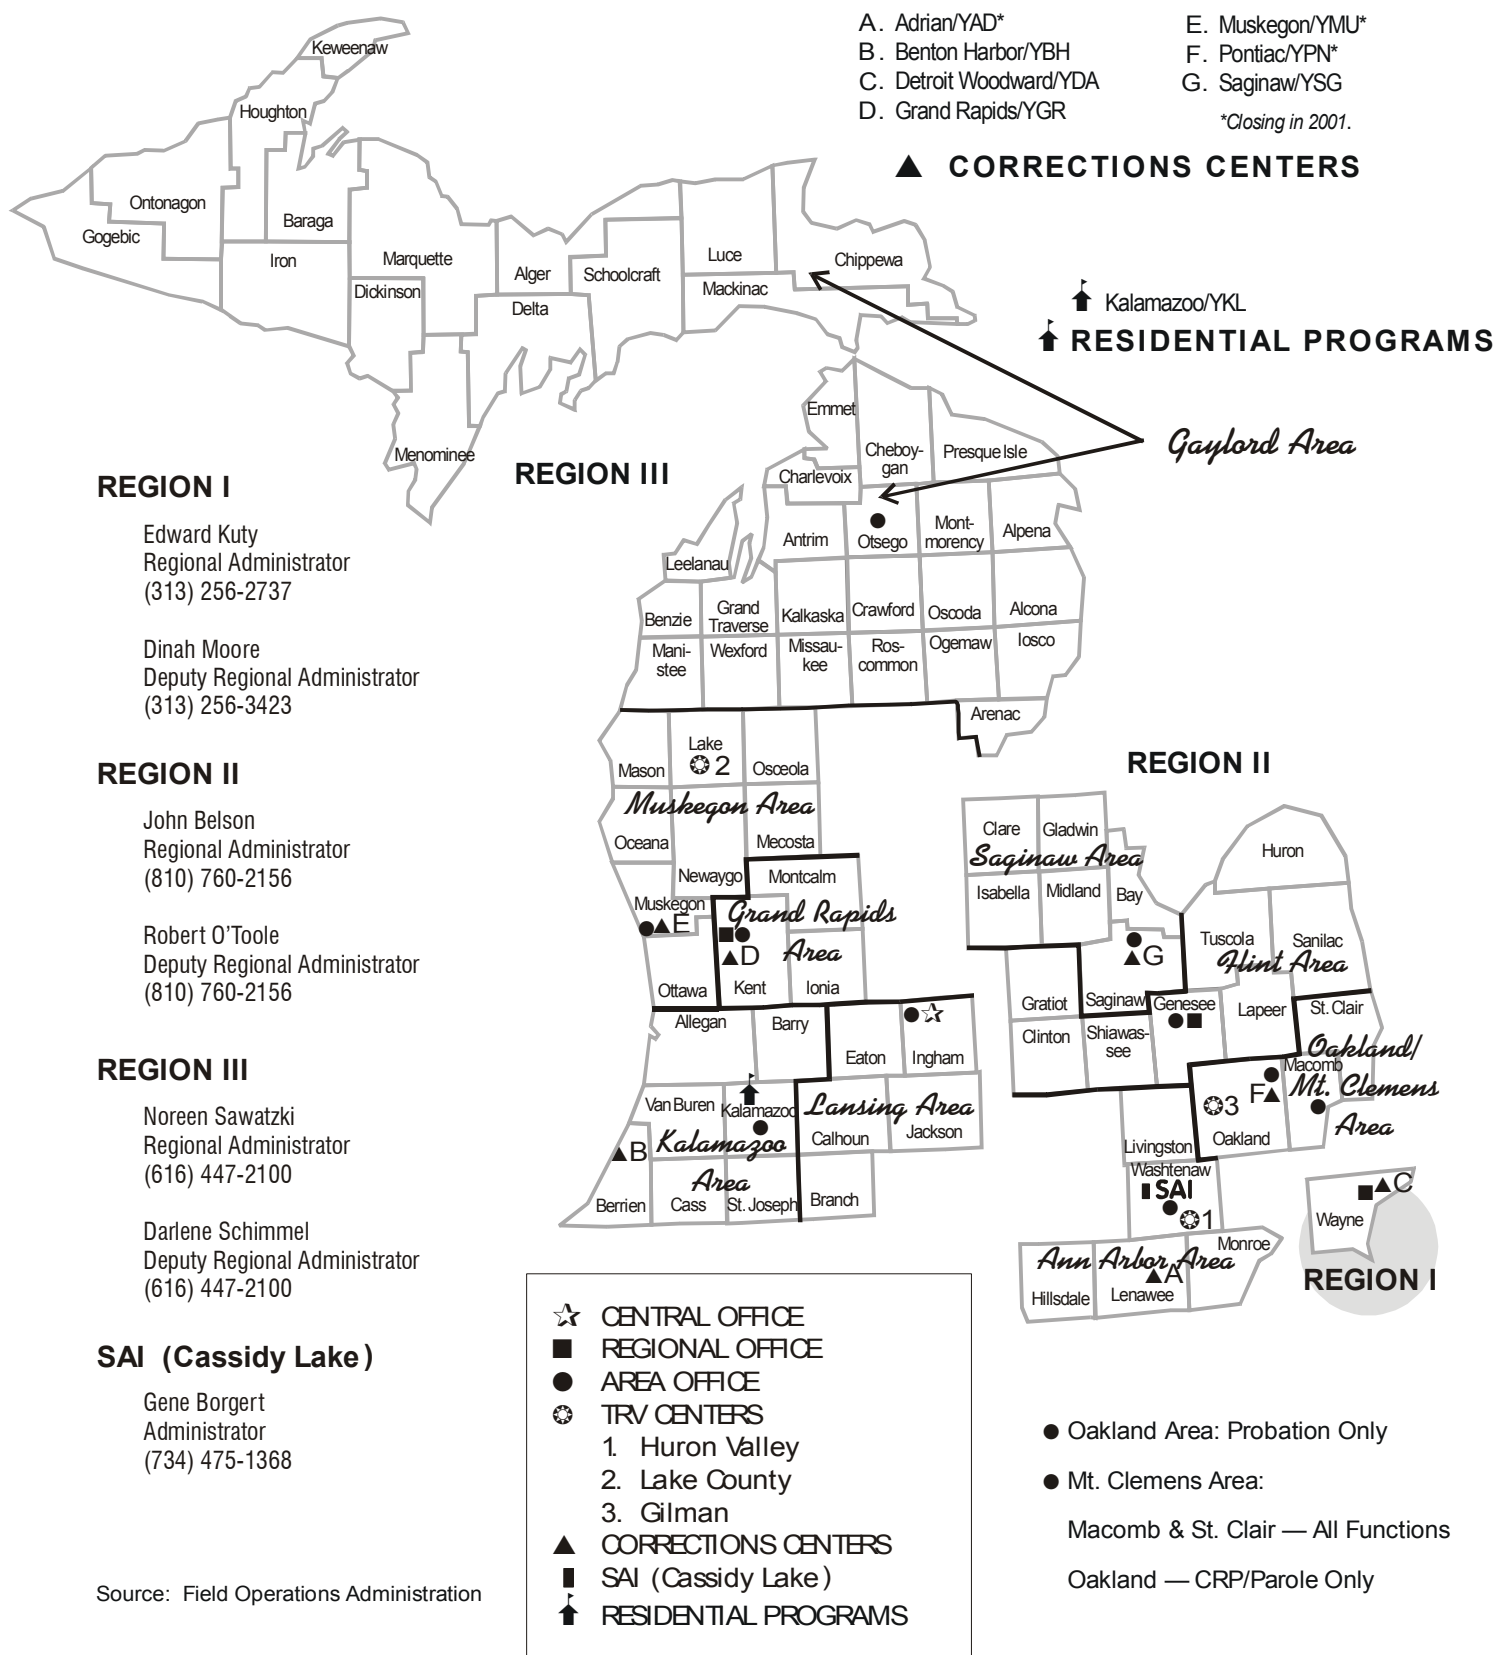 A. Adrian/YAD*
B. Benton Harbor/YBH
C. Detroit Woodward/YDA
D. Grand Rapids/YGR
E. Muskegon/YMU*
F. Pontiac/YPN*
G. Saginaw/YSG
*Closing in 2001.
CORRECTIONS CENTERS
Kalamazoo/YKL
RESIDENTIAL PROGRAMS
Keweenaw
Houghton
Ontonagon
Gogebic
Baraga
Iron
Marquette
Dickinson
Alger
Delta
Schoolcraft
Luce
Mackinac
Chippewa
Menominee
REGION III
Gaylord Area
Emmet
Cheboy-
gan
Presque Isle
Charlevoix
Antrim
Otsego
Mont-
morency
Alpena
Leelanau
Benzie
Grand
Traverse
Kalkaska
Crawford
Oscoda
Alcona
Mani-
stee
Wexford
Missau-
kee
Ros-
common
Ogemaw
Iosco
Arenac
REGION I
Edward Kuty
Regional Administrator
(313) 256-2737
Dinah Moore
Deputy Regional Administrator
(313) 256-3423
REGION II
John Belson
Regional Administrator
(810) 760-2156
Robert O'Toole
Deputy Regional Administrator
(810) 760-2156
REGION III
Noreen Sawatzki
Regional Administrator
(616) 447-2100
Darlene Schimmel
Deputy Regional Administrator
(616) 447-2100
SAI (Cassidy Lake)
Gene Borgert
Administrator
(734) 475-1368
Source: Field Operations Administration
Mason
Lake
2
Osceola
Muskegon Area
Oceana
Mecosta
Newaygo
Montcalm
Muskegon
E
Grand Rapids
Area
D
Ottawa
Kent
Ionia
Allegan
Barry
Eaton
Ingham
Van Buren
Kalamazoo
Lansing Area
Calhoun
Jackson
B
Kalamazoo
Area
Berrien
Cass
St. Joseph
Branch
REGION II
Clare
Gladwin
Saginaw Area
Isabella
Midland
Bay
Huron
G
Tuscola
Sanilac
Flint Area
Gratiot
Saginaw
Genesee
Lapeer
St. Clair
Clinton
Shiawas-
see
Oakland/
Mt. Clemens
Area
Macomb
F
3
Oakland
Livingston
Washtenaw
SAI
1
Ann Arbor Area
Monroe
A
Hillsdale
Lenawee
C
Wayne
REGION I
CENTRAL OFFICE
REGIONAL OFFICE
AREA OFFICE
TRV CENTERS
1. Huron Valley
2. Lake County
3. Gilman
CORRECTIONS CENTERS
SAI (Cassidy Lake)
RESIDENTIAL PROGRAMS
Oakland Area: Probation Only
Mt. Clemens Area:
Macomb & St. Clair — All Functions
Oakland — CRP/Parole Only